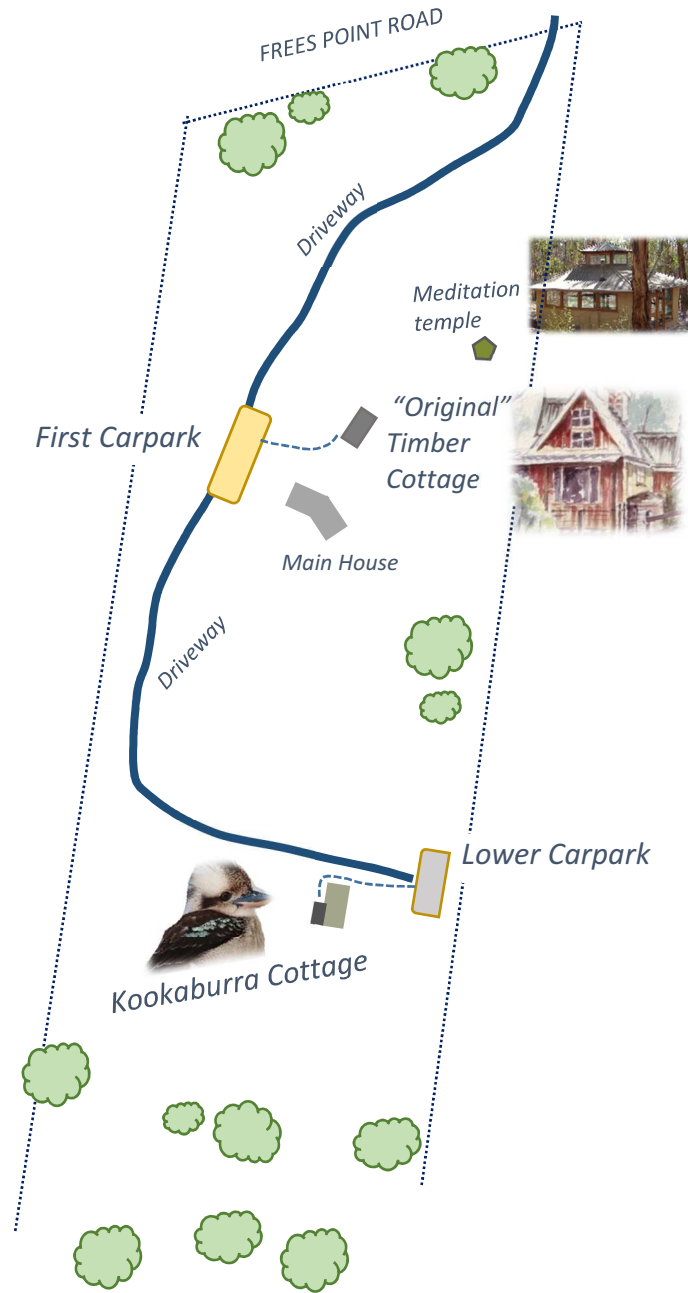 FREES POINT ROAD
Driveway
Meditation
temple
First Carpark
“Original”
Timber
Cottage
Main House
Driveway
Lower Carpark
Kookaburra Cottage